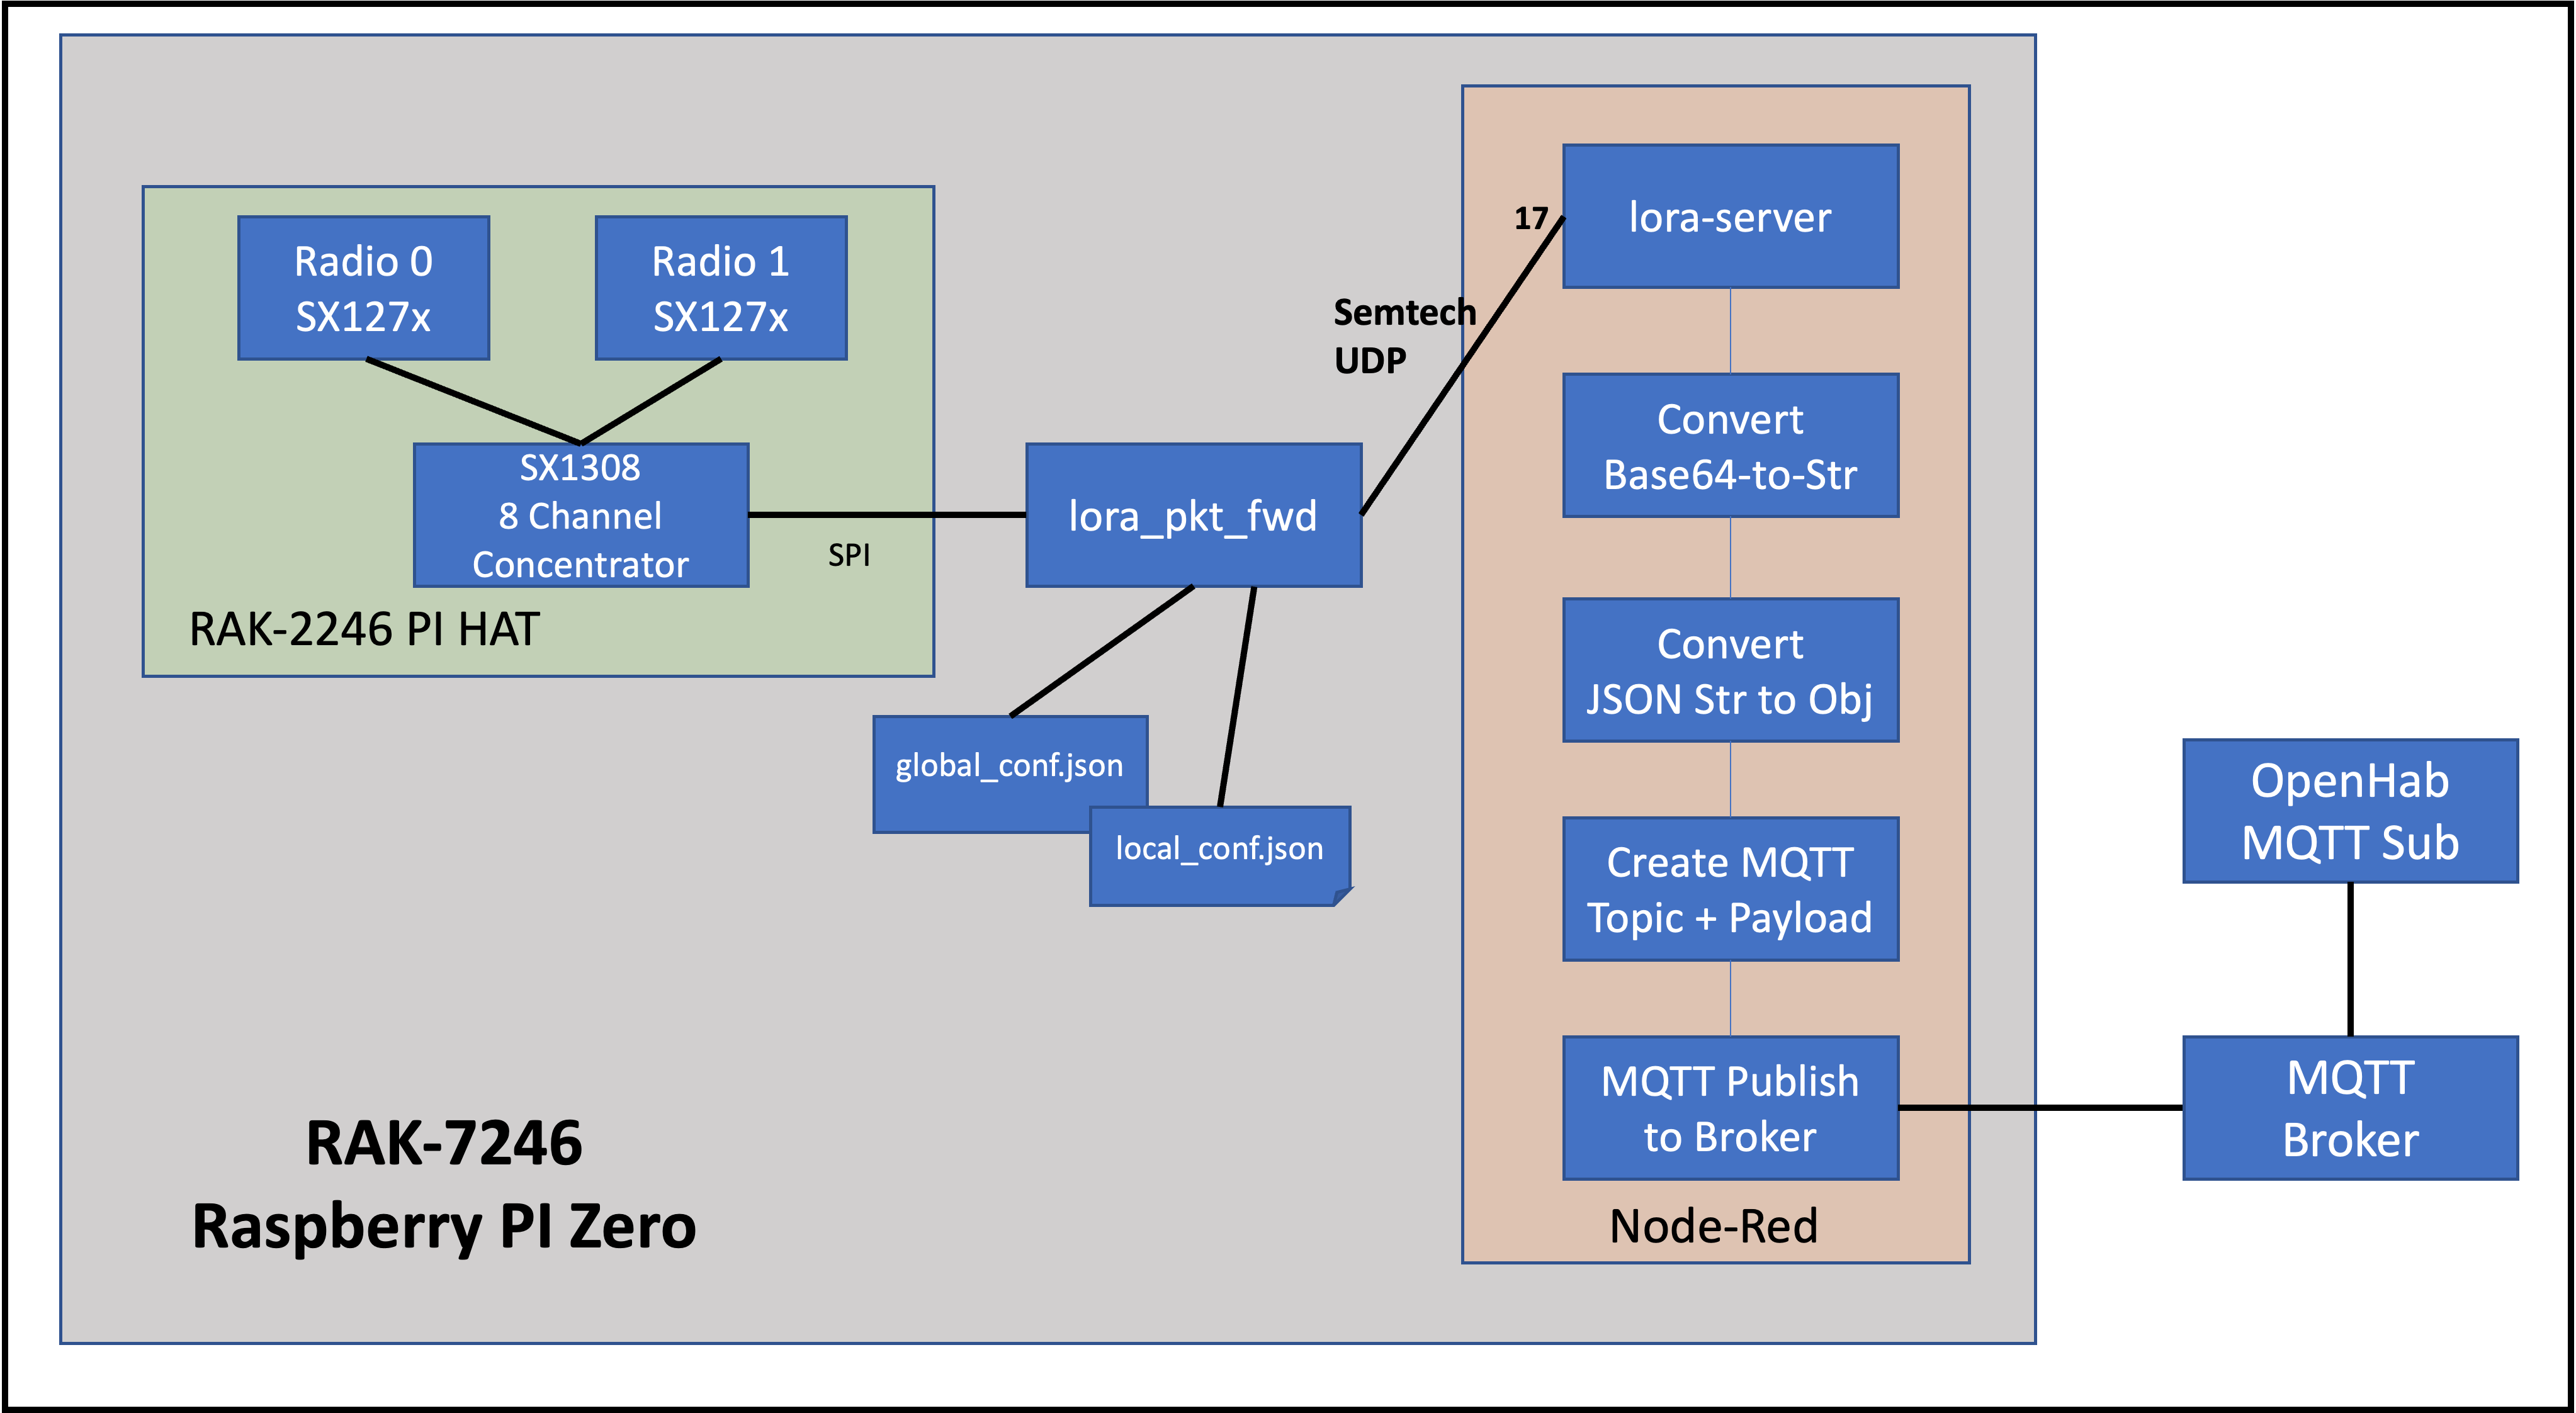 Radio 0
SX127x
Radio 1
SX127x
SX1308
8 Channel
Concentrator
SPI
RAK-2246 PI HAT
lora_pkt_fwd
global_conf.json
local_conf.json
Semtech
UDP
17
lora-server
Convert
Base64-to-Str
Convert
JSON Str to Obj
Create MQTT
Topic + Payload
MQTT Publish
to Broker
Node-Red
OpenHab
MQTT Sub
MQTT
Broker
RAK-7246
Raspberry PI Zero